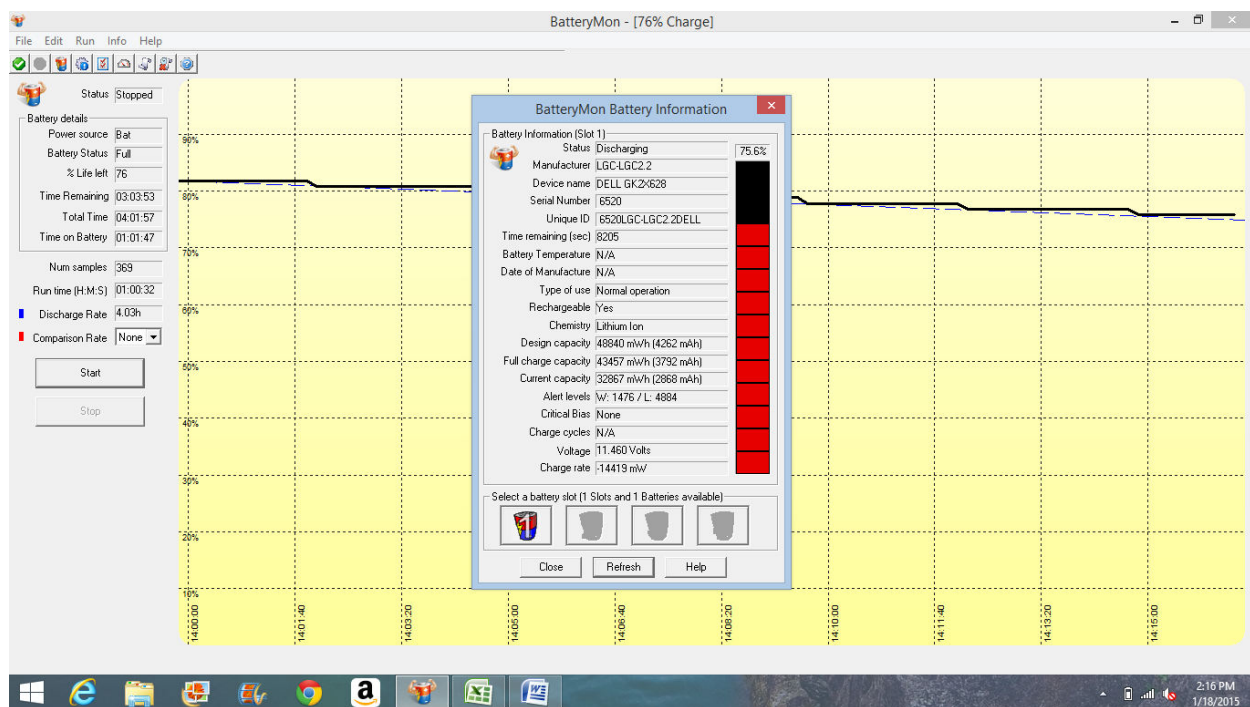 BatteryMon - [76% Charge]
File Edit Run Info Help
Status Stopped
Battery details
Power source Bat
Battery Status Full
% Life left 76
Time Remaining 03:03:53
Total Time 04:01:57
Time on Battery 01:01:47
Num samples 369
Run time (H:M:S) 01:00:32
Discharge Rate 4.03h
Comparison Rate None
Start
Stop
90%
80%
70%
60%
50%
40%
30%
20%
10%
14:00:00
14:01:40
14:03:20
14:05:00
14:06:40
14:08:20
14:10:00
14:11:40
14:13:20
14:15:00
BatteryMon Battery Information
Battery Information (Slot 1)
Status Discharging 75.6%
Manufacturer LGC-LGC2.2
Device name DELL GK2X628
Serial Number 6520
Unique ID 6520LGC-LGC2.2DELL
Time remaining (sec) 8205
Battery Temperature N/A
Date of Manufacture N/A
Type of use Normal operation
Rechargeable Yes
Chemistry Lithium Ion
Design capacity 48840 mWh (4262 mAh)
Full charge capacity 43457 mWh (3792 mAh)
Current capacity 32867 mWh (2868 mAh)
Alert levels W: 1476 / L: 4884
Critical Bias None
Charge cycles N/A
Voltage 11.460 Volts
Charge rate -14419 mW
Select a battery slot (1 Slots and 1 Batteries available)
1
Close Refresh Help
a
2:16 PM
1/18/2015